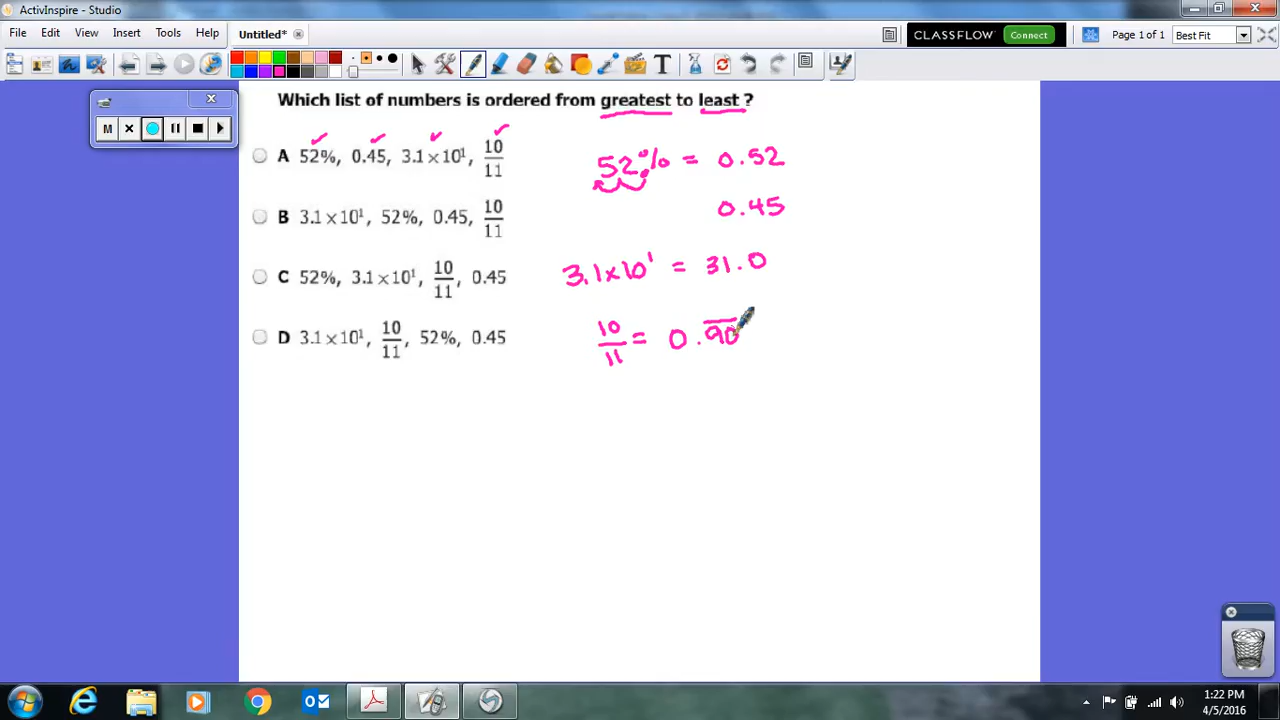 ActivInspire - Studio
File Edit View Insert Tools Help Untitled*
CLASSFLOW Connect Page 1 of 1 Best Fit
M
Which list of numbers is ordered from greatest to least ?
A 52%, 0.45, 3.1 × 10¹, 10/11
B 3.1 × 10¹, 52%, 0.45, 10/11
C 52%, 3.1 × 10¹, 10/11, 0.45
D 3.1 × 10¹, 10/11, 52%, 0.45
52.% = 0.52
0.45
3.1 x 10¹ = 31.0
10/11 = 0.9̅0̅
1:22 PM
4/5/2016